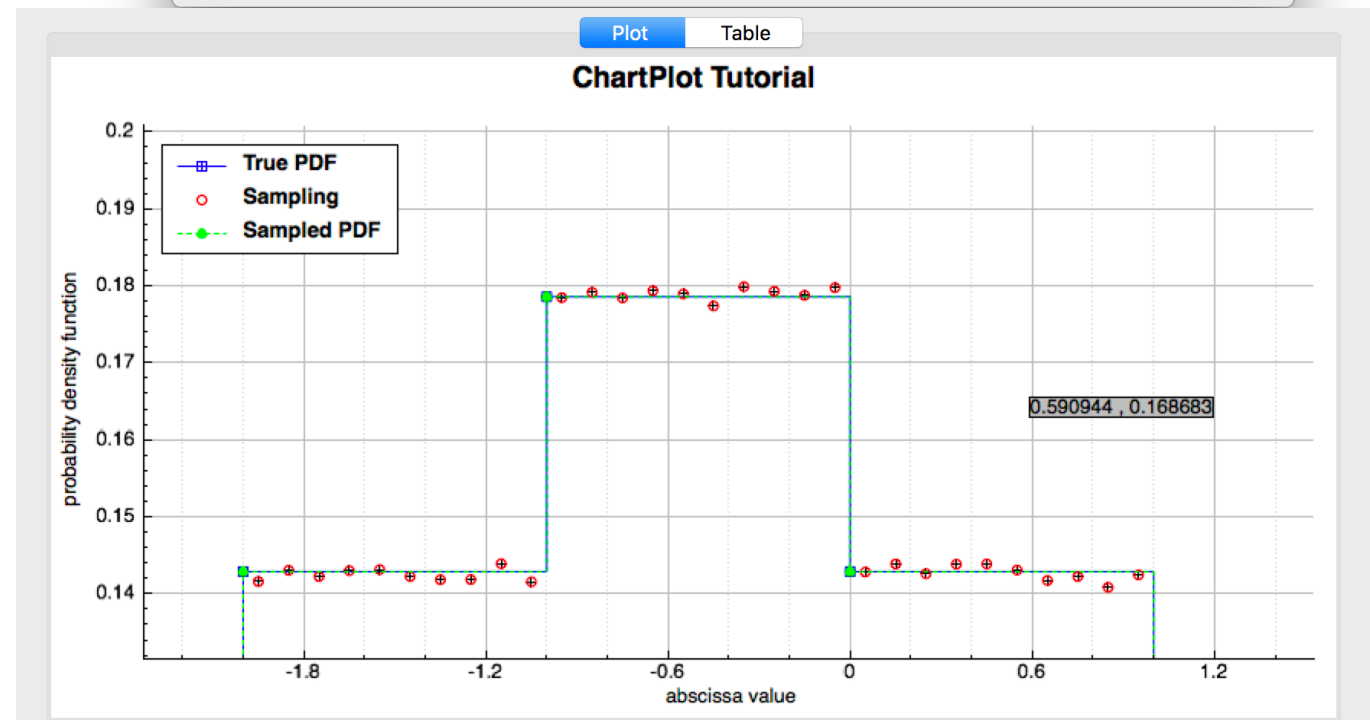 Plot
Table
ChartPlot Tutorial
probability density function
0.2
0.19
0.18
0.17
0.16
0.15
0.14
True PDF
Sampling
Sampled PDF
0.590944 , 0.168683
-1.8
-1.2
-0.6
0
0.6
1.2
abscissa value